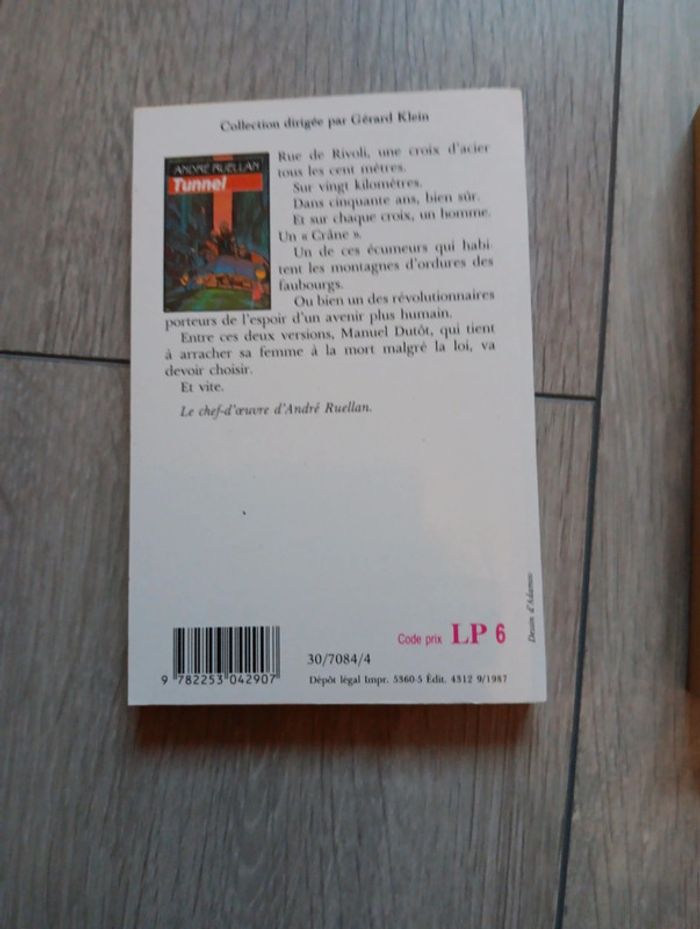 Collection dirigée par Gérard Klein
ANDRÉ RUELLAN
Tunnel
Rue de Rivoli, une croix d'acier
tous les cent mètres.
Sur vingt kilomètres.
Dans cinquante ans, bien sûr.
Et sur chaque croix, un homme.
Un « Crâne ».
Un de ces écumeurs qui habi-
tent les montagnes d'ordures des
faubourgs.
Ou bien un des révolutionnaires
porteurs de l'espoir d'un avenir plus humain.
Entre ces deux versions, Manuel Dutôt, qui tient
à arracher sa femme à la mort malgré la loi, va
devoir choisir.
Et vite.
Le chef-d'œuvre d'André Ruellan.
Dessin d'Adamov
Code prix LP 6
30/7084/4
9 782253 042907
Dépôt légal Impr. 5360-5 Édit. 4312 9/1987